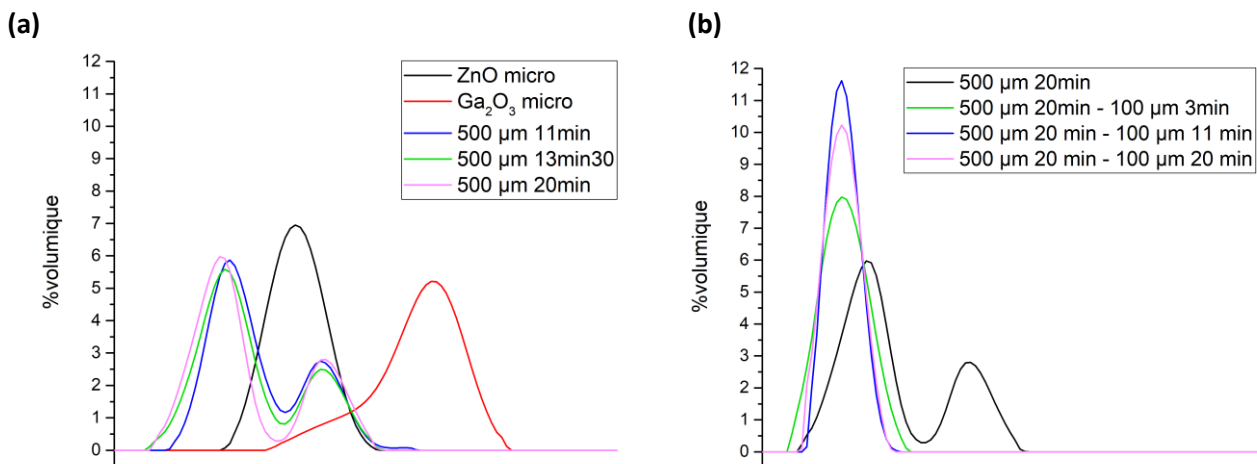 (a)
12
11
10
9
8
7
6
5
4
3
2
1
0
%volumique
ZnO micro
Ga₂O₃ micro
500 µm 11min
500 µm 13min30
500 µm 20min
(b)
12
11
10
9
8
7
6
5
4
3
2
1
0
%volumique
500 µm 20min
500 µm 20min - 100 µm 3min
500 µm 20 min - 100 µm 11 min
500 µm 20 min - 100 µm 20 min